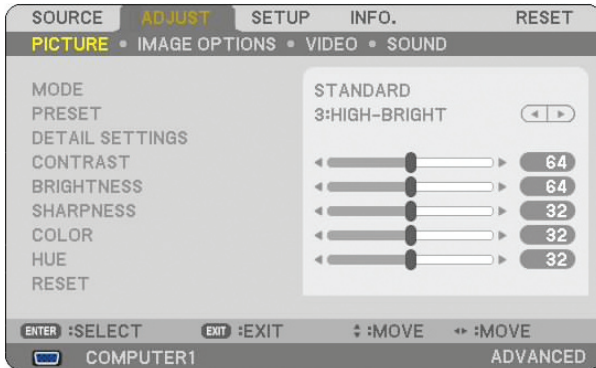 SOURCE ADJUST SETUP INFO. RESET
PICTURE • IMAGE OPTIONS • VIDEO • SOUND
MODE STANDARD
PRESET 3:HIGH-BRIGHT
DETAIL SETTINGS
CONTRAST 64
BRIGHTNESS 64
SHARPNESS 32
COLOR 32
HUE 32
RESET
ENTER :SELECT EXIT :EXIT :MOVE :MOVE
COMPUTER1 ADVANCED